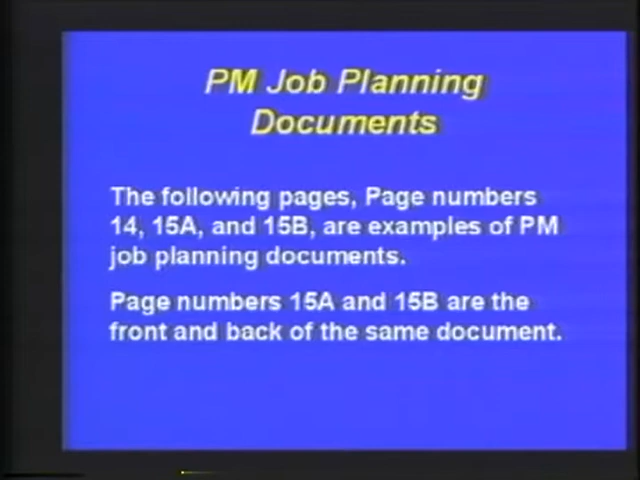 PM Job Planning
Documents
The following pages, Page numbers
14, 15A, and 15B, are examples of PM
job planning documents.
Page numbers 15A and 15B are the
front and back of the same document.